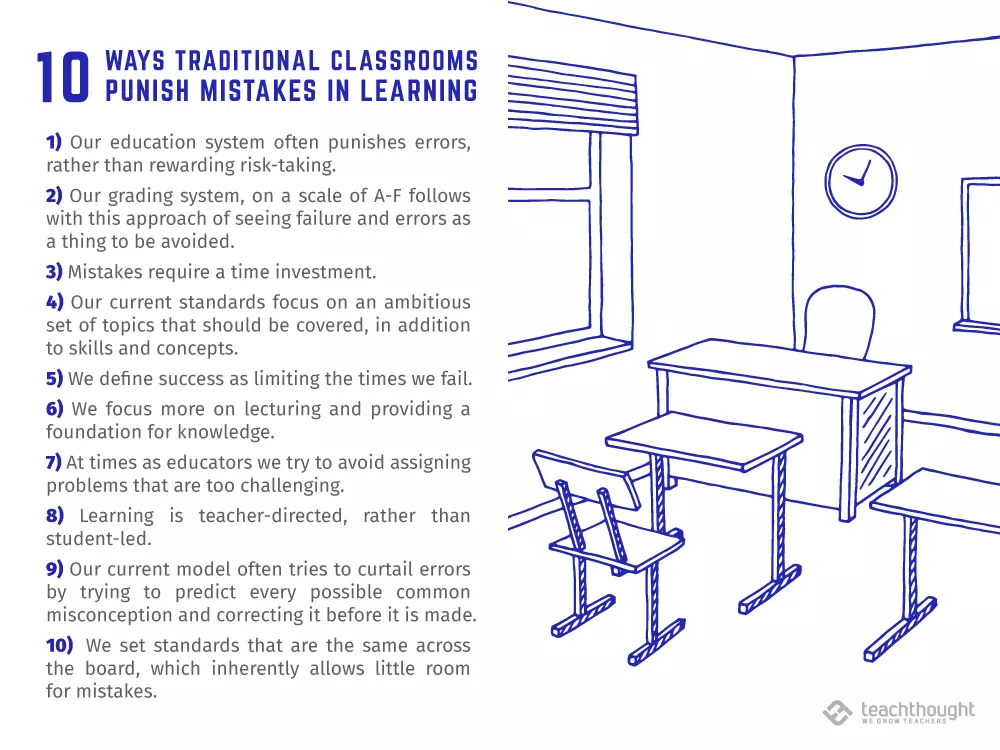 10 WAYS TRADITIONAL CLASSROOMS
PUNISH MISTAKES IN LEARNING
1) Our education system often punishes errors,
rather than rewarding risk-taking.
2) Our grading system, on a scale of A-F follows
with this approach of seeing failure and errors as
a thing to be avoided.
3) Mistakes require a time investment.
4) Our current standards focus on an ambitious
set of topics that should be covered, in addition
to skills and concepts.
5) We define success as limiting the times we fail.
6) We focus more on lecturing and providing a
foundation for knowledge.
7) At times as educators we try to avoid assigning
problems that are too challenging.
8) Learning is teacher-directed, rather than
student-led.
9) Our current model often tries to curtail errors
by trying to predict every possible common
misconception and correcting it before it is made.
10) We set standards that are the same across
the board, which inherently allows little room
for mistakes.
teachthought
WE GROW TEACHERS